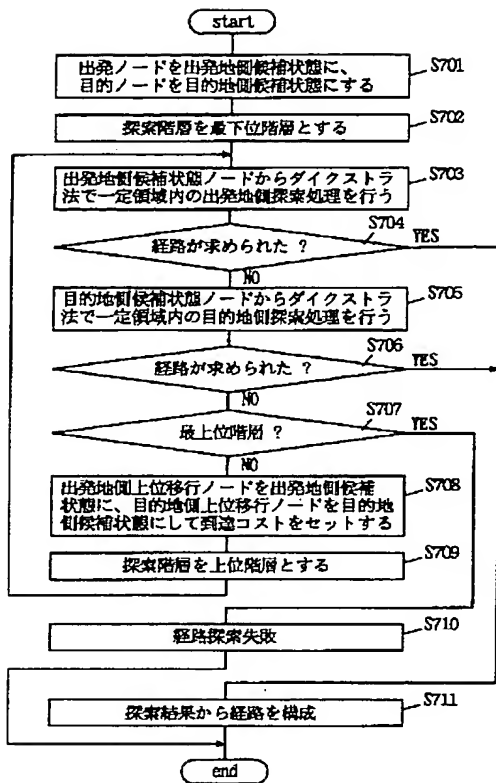 start
出発ノードを出発地側候補状態に、
目的ノードを目的地側候補状態にする
S701
探索階層を最下位階層とする
S702
出発地側候補状態ノードからダイクストラ
法で一定領域内の出発地側探索処理を行う
S703
経路が求められた ?
S704
YES
NO
目的地側候補状態ノードからダイクストラ
法で一定領域内の目的地側探索処理を行う
S705
経路が求められた ?
S706
YES
NO
最上位階層 ?
S707
YES
NO
出発地側上位移行ノードを出発地側候補
状態に、目的地側上位移行ノードを目的地
側候補状態にして到達コストをセットする
S708
探索階層を上位階層とする
S709
経路探索失敗
S710
探索結果から経路を構成
S711
end